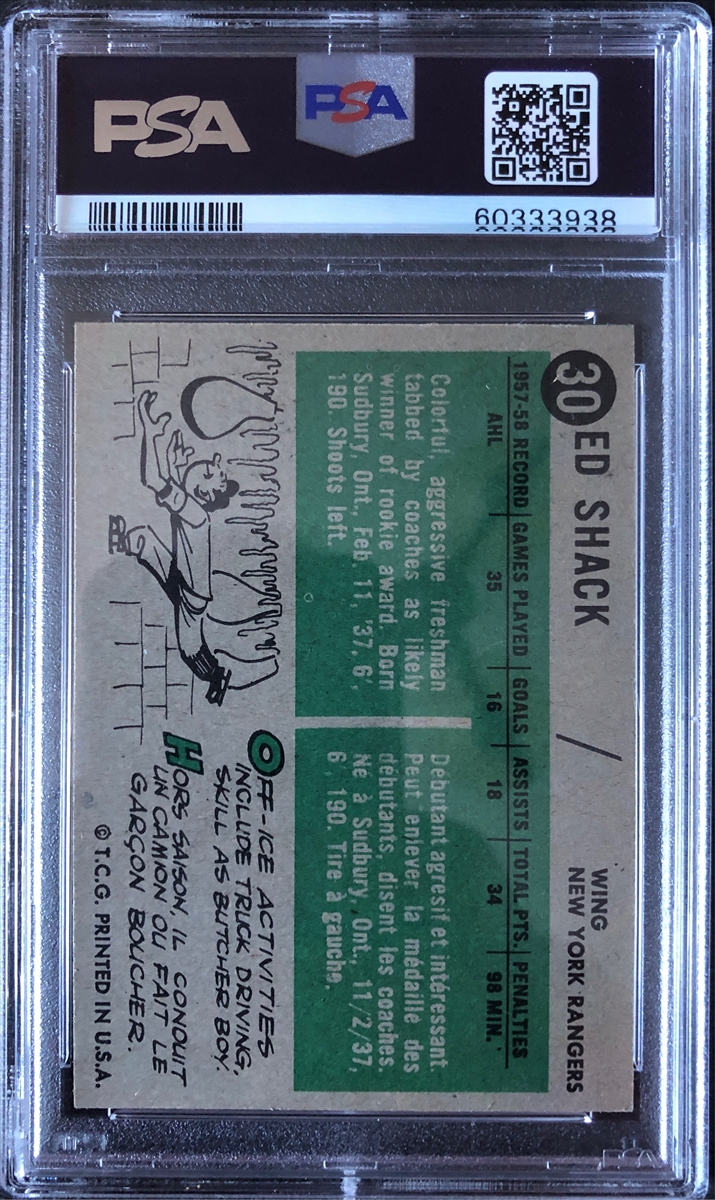 PSA
PSA
60333938
30 ED SHACK / WING
NEW YORK RANGERS
1957-58 RECORD GAMES PLAYED GOALS ASSISTS TOTAL PTS. PENALTIES
AHL 35 16 18 34 98 MIN.
Colorful, aggressive freshman
tabbed by coaches as likely
winner of rookie award. Born
Sudbury, Ont., Feb. 11, '37, 6',
190. Shoots left.
Débutant agresif et intéressant.
Peut enlever la médaille des
débutants, disent les coaches.
Né à Sudbury, Ont., 11/2/37,
6', 190. Tire à gauche.
OFF-ICE ACTIVITIES
INCLUDE TRUCK DRIVING,
SKILL AS BUTCHER BOY.
HORS SAISON, IL CONDUIT
UN CAMION OU FAIT LE
GARÇON BOUCHER.
© T.C.G. PRINTED IN U.S.A.
PSA